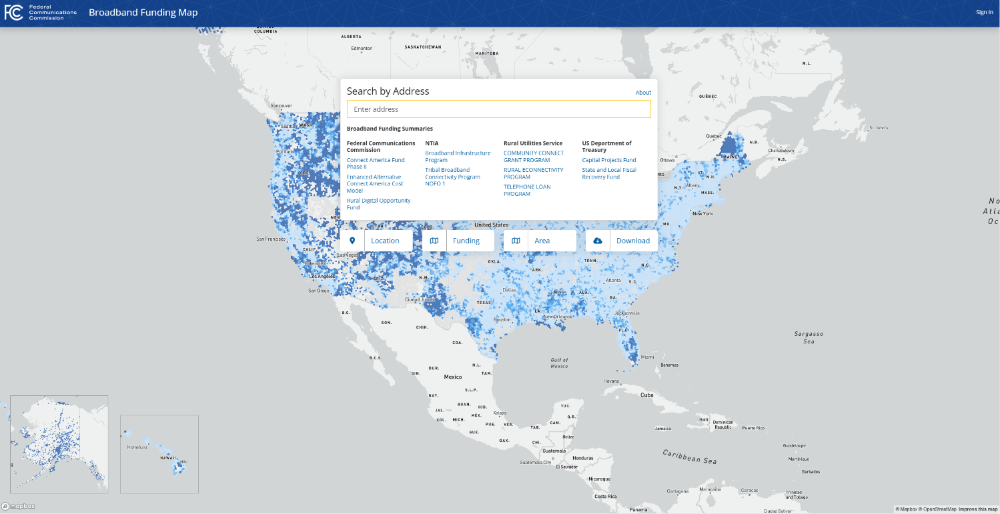 Federal
Communications
Commission
Broadband Funding Map
Sign In
BRITISH
COLUMBIA
ALBERTA
Edmonton
SASKATCHEWAN
MANITOBA
N.L.
Search by Address
About
Enter address
Broadband Funding Summaries
Federal Communications
Commission
Connect America Fund
Phase II
Enhanced Alternative
Connect America Cost
Model
Rural Digital Opportunity
Fund
NTIA
Broadband Infrastructure
Program
Tribal Broadband
Connectivity Program
NOFO 1
Rural Utilities Service
COMMUNITY CONNECT
GRANT PROGRAM
RURAL ECONNECTIVITY
PROGRAM
TELEPHONE LOAN
PROGRAM
US Department of
Treasury
Capital Projects Fund
State and Local Fiscal
Recovery Fund
Location
Funding
Area
Download
QUÉBEC
Vancouver
Seattle
WASH.
Portland
ORE.
St. John's
Quebec
N.B.
Charlottetown
N.S.
MAINE
Ottawa
VT.
N.H.
Albany
N.Y.
MASS.
New York
MD.
United States
UTAH
COLO.
San Francisco
CALIF.
Las Vegas
Bakersfield
Los Angeles
San Diego
ARIZ.
N.M.
OKLA.
ARK.
TENN.
N.C.
Atlanta
S.C.
Dallas
MISS.
ALA.
GA.
Ciudad Juárez
TEXAS
LA.
New Orleans
Jacksonville
Houston
FLA.
B.C.
SON.
CHIH.
COA.
B.C.S.
Gulf of
Mexico
Miami
Bahamas
Sargasso
Sea
DUR.
N.L.
SIN.
TAM.
Mexico
Havana
Cuba
S.L.P.
NAY.
GUAN.
HID.
YUC.
JAL.
MÉX.
Xalapa
Q.R.
COL.
MICH.
PUE.
VER.
TAB.
CAM.
GUE.
OAX.
CHI.
Belize
Haiti
Dominican
Republic
Jamaica
Puerto Rico
Guatemala
Guatemala City
Honduras
El Salvador
Nicaragua
Costa Rica
Panama
Caribbean Sea
Guadeloupe
Martinique
Barbados
Cartagena
Maracaibo
Caracas
Trinidad
and Tobago
Ciudad Bolívar
Honolulu
HAWAII
Hilo
mapbox
© Mapbox © OpenStreetMap Improve this map